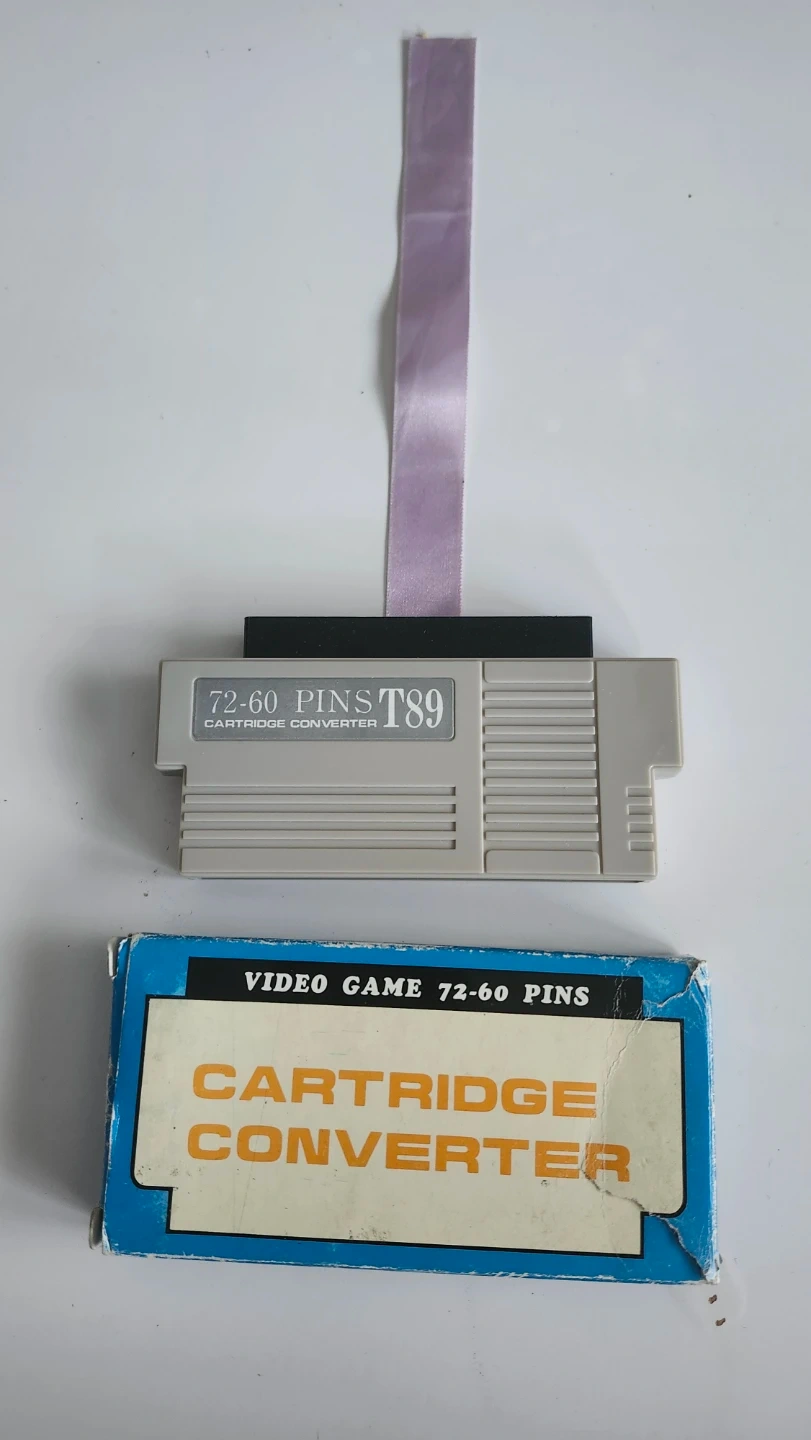 72-60 PINS T89
CARTRIDGE CONVERTER
VIDEO GAME 72-60 PINS
CARTRIDGE
CONVERTER